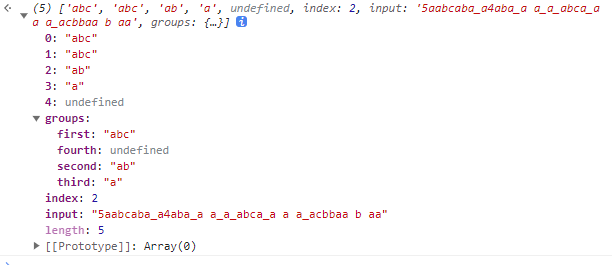 (5) ['abc', 'abc', 'ab', 'a', undefined, index: 2, input: '5aabcaba_a4aba_a a_a_abca_a
a a_acbbaa b aa', groups: {…}]
0: "abc"
1: "abc"
2: "ab"
3: "a"
4: undefined
groups:
first: "abc"
fourth: undefined
second: "ab"
third: "a"
index: 2
input: "5aabcaba_a4aba_a a_a_abca_a a a_acbbaa b aa"
length: 5
[[Prototype]]: Array(0)